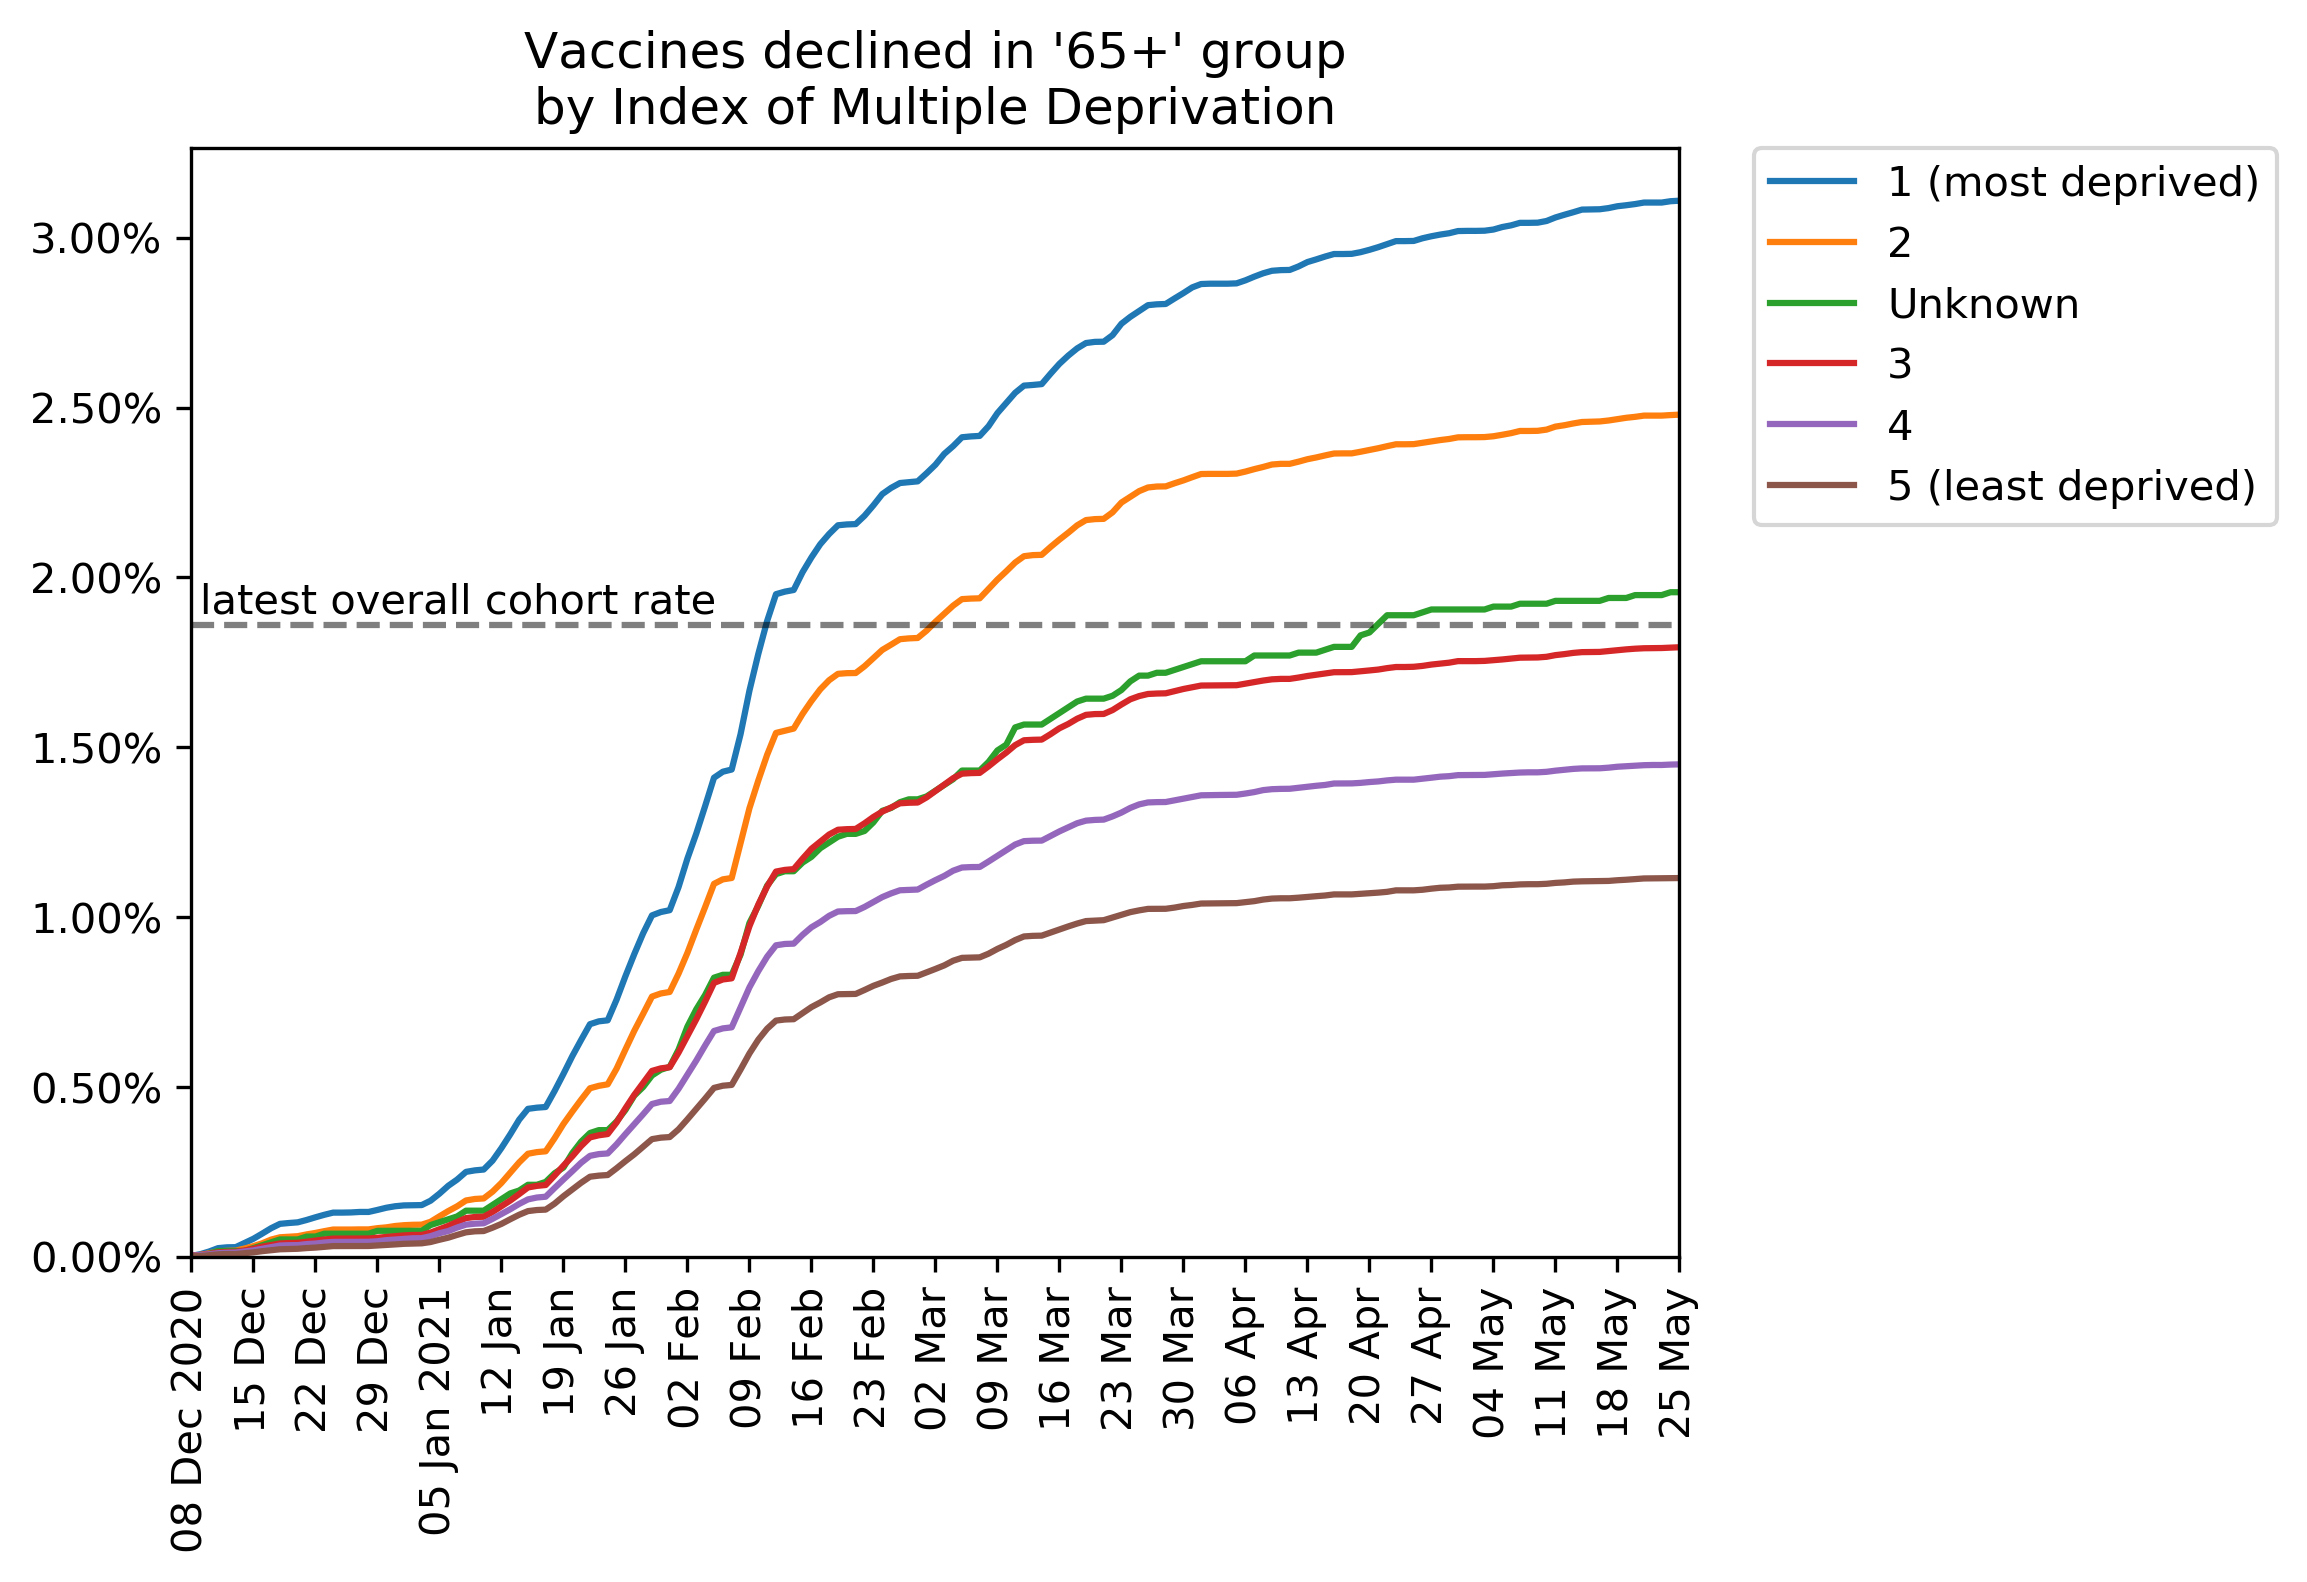 Vaccines declined in '65+' group
by Index of Multiple Deprivation
3.00%
2.50%
2.00%
1.50%
1.00%
0.50%
0.00%
latest overall cohort rate
08 Dec 2020
15 Dec
22 Dec
29 Dec
05 Jan 2021
12 Jan
19 Jan
26 Jan
02 Feb
09 Feb
16 Feb
23 Feb
02 Mar
09 Mar
16 Mar
23 Mar
30 Mar
06 Apr
13 Apr
20 Apr
27 Apr
04 May
11 May
18 May
25 May
1 (most deprived)
2
Unknown
3
4
5 (least deprived)